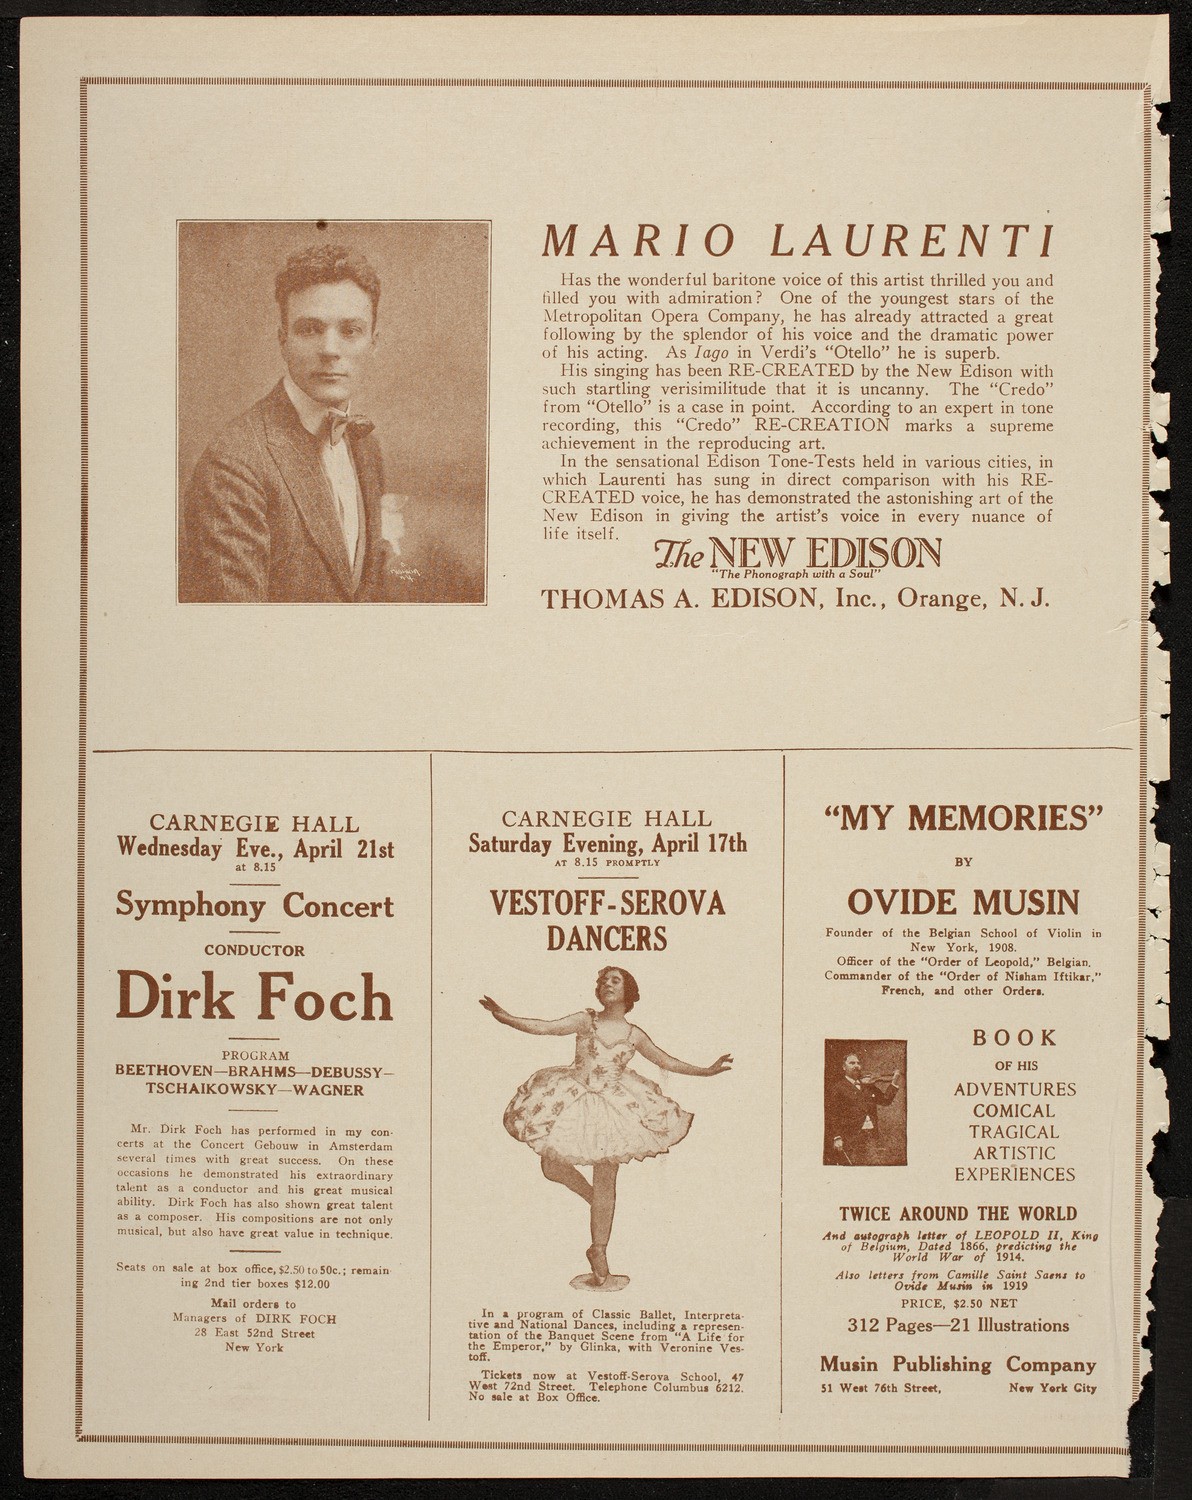 MARIO LAURENTI
Has the wonderful baritone voice of this artist thrilled you and
filled you with admiration? One of the youngest stars of the
Metropolitan Opera Company, he has already attracted a great
following by the splendor of his voice and the dramatic power
of his acting. As Iago in Verdi's “Otello” he is superb.
His singing has been RE-CREATED by the New Edison with
such startling verisimilitude that it is uncanny. The “Credo”
from “Otello” is a case in point. According to an expert in tone
recording, this “Credo” RE-CREATION marks a supreme
achievement in the reproducing art.
In the sensational Edison Tone-Tests held in various cities, in
which Laurenti has sung in direct comparison with his RE-
CREATED voice, he has demonstrated the astonishing art of the
New Edison in giving the artist's voice in every nuance of
life itself.
The NEW EDISON
“The Phonograph with a Soul”
THOMAS A. EDISON, Inc., Orange, N. J.
CARNEGIE HALL
Wednesday Eve., April 21st
at 8.15
Symphony Concert
CONDUCTOR
Dirk Foch
PROGRAM
BEETHOVEN—BRAHMS—DEBUSSY—
TSCHAIKOWSKY—WAGNER
Mr. Dirk Foch has performed in my con-
certs at the Concert Gebouw in Amsterdam
several times with great success. On these
occasions he demonstrated his extraordinary
talent as a conductor and his great musical
ability. Dirk Foch has also shown great talent
as a composer. His compositions are not only
musical, but also have great value in technique.
Seats on sale at box office, $2.50 to 50c.; remain-
ing 2nd tier boxes $12.00
Mail orders to
Managers of DIRK FOCH
28 East 52nd Street
New York
CARNEGIE HALL
Saturday Evening, April 17th
AT 8.15 PROMPTLY
VESTOFF-SEROVA
DANCERS
In a program of Classic Ballet, Interpreta-
tive and National Dances, including a represen-
tation of the Banquet Scene from “A Life for
the Emperor,” by Glinka, with Veronine Ves-
toff.
Tickets now at Vestoff-Serova School, 47
West 72nd Street. Telephone Columbus 6212.
No sale at Box Office.
“MY MEMORIES”
BY
OVIDE MUSIN
Founder of the Belgian School of Violin in
New York, 1908.
Officer of the “Order of Leopold,” Belgian.
Commander of the “Order of Nisham Iftikar,”
French, and other Orders.
BOOK
OF HIS
ADVENTURES
COMICAL
TRAGICAL
ARTISTIC
EXPERIENCES
TWICE AROUND THE WORLD
And autograph letter of LEOPOLD II, King
of Belgium, Dated 1866, predicting the
World War of 1914.
Also letters from Camille Saint Saens to
Ovide Musin in 1919
PRICE, $2.50 NET
312 Pages—21 Illustrations
Musin Publishing Company
51 West 76th Street, New York City